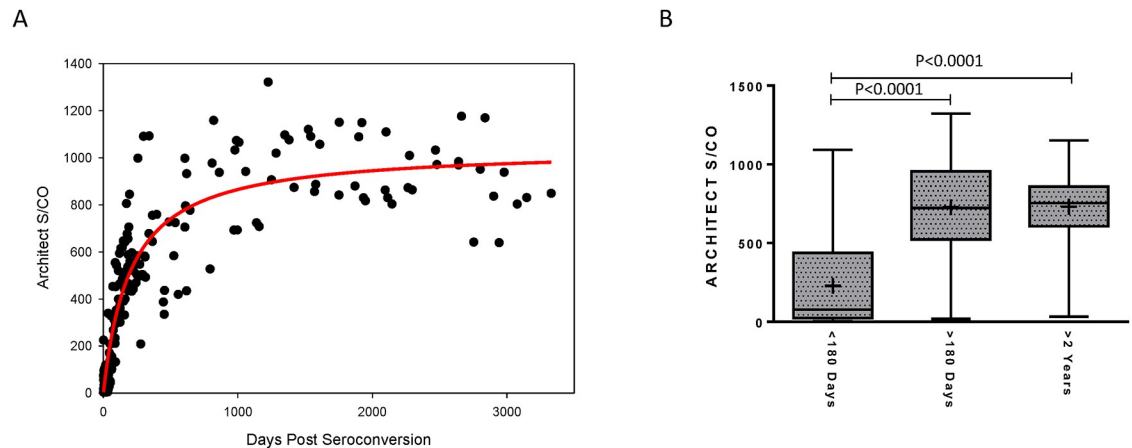 A
Architect S/CO
1400
1200
1000
800
600
400
200
0
0 1000 2000 3000
Days Post Seroconversion
B
P<0.0001
P<0.0001
ARCHITECT S/CO
1500
1000
500
0
<180 Days
>180 Days
>2 Years